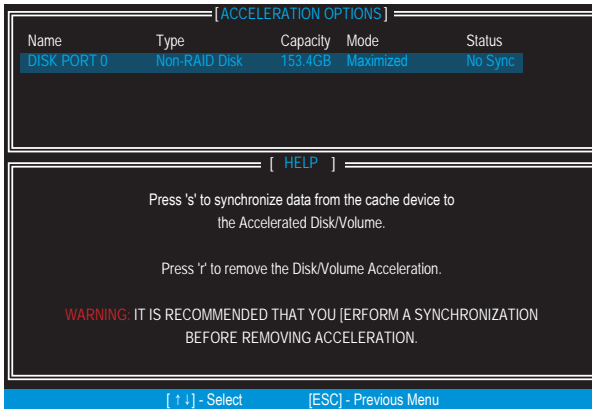 [ACCELERATION OPTIONS]
Name Type Capacity Mode Status
DISK PORT 0 Non-RAID Disk 153.4GB Maximized No Sync
[ HELP ]
Press 's' to synchronize data from the cache device to
the Accelerated Disk/Volume.
Press 'r' to remove the Disk/Volume Acceleration.
WARNING: IT IS RECOMMENDED THAT YOU [ERFORM A SYNCHRONIZATION
BEFORE REMOVING ACCELERATION.
[ ↑↓] - Select [ESC] - Previous Menu